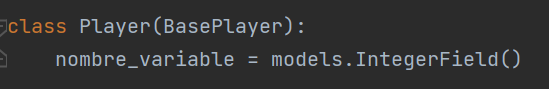 class Player(BasePlayer):
    nombre_variable = models.IntegerField()